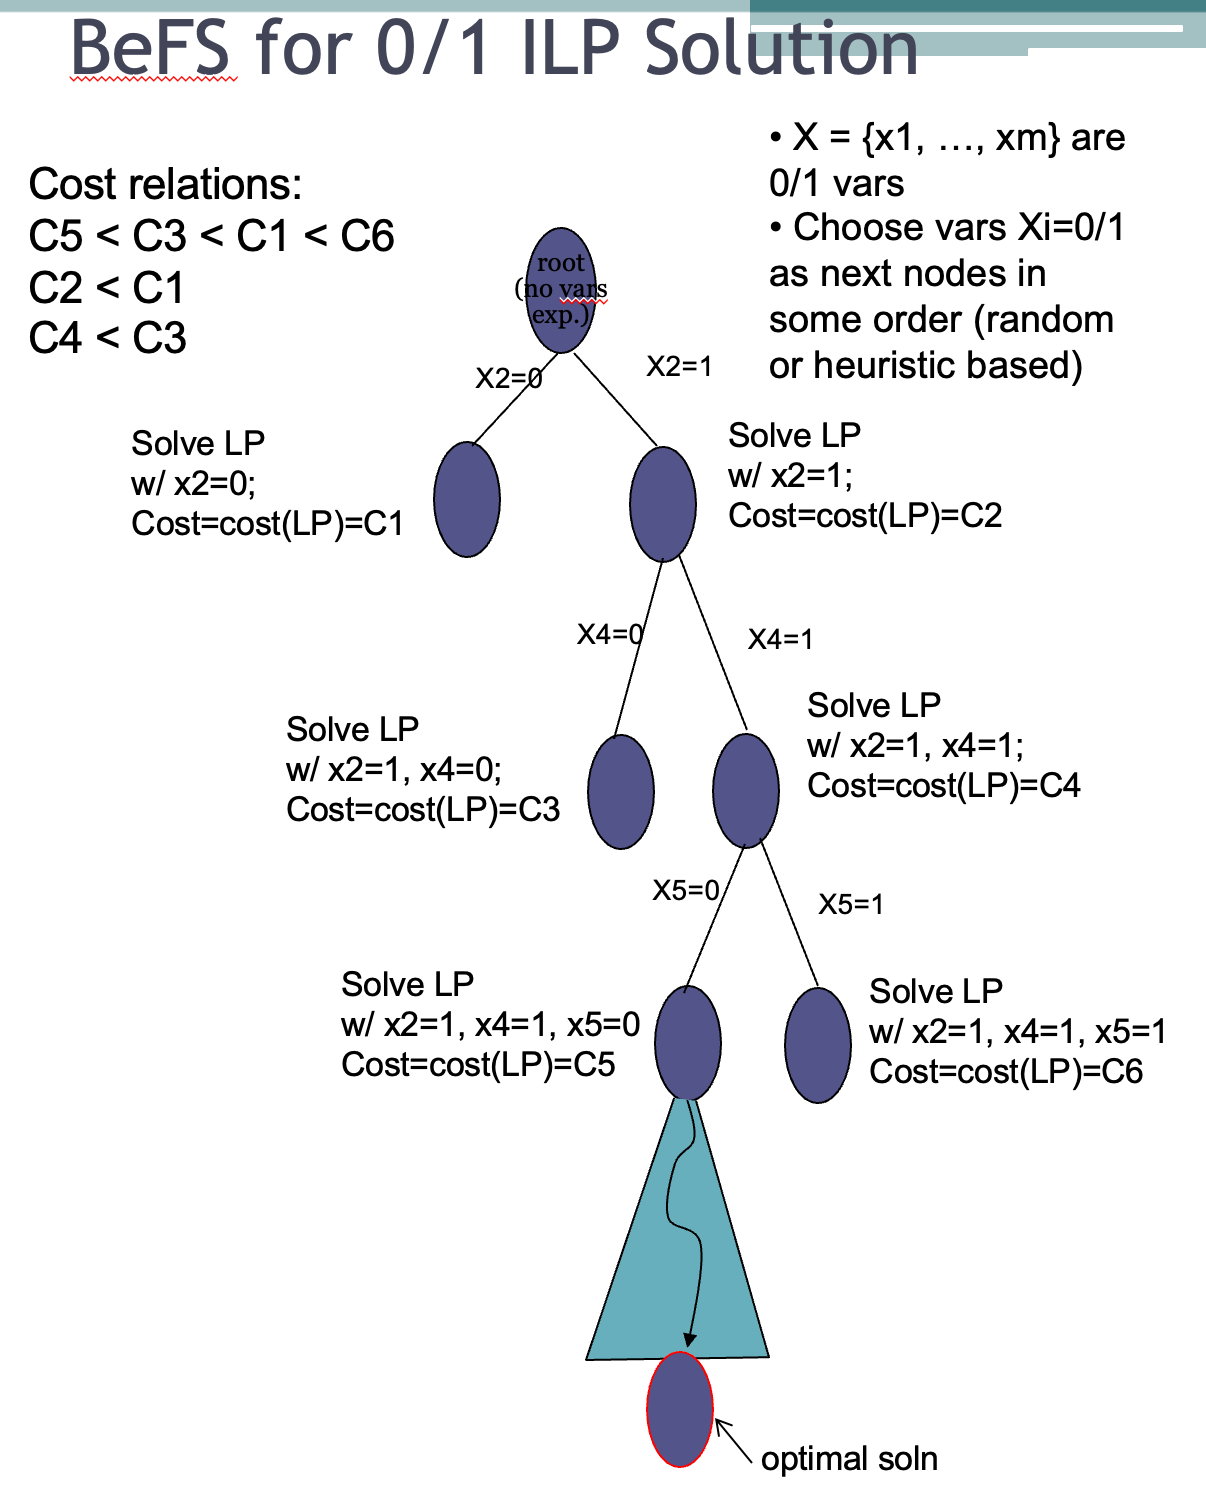 BeFS for 0/1 ILP Solution
• X = {x1, …, xm} are
0/1 vars
• Choose vars Xi=0/1
as next nodes in
some order (random
or heuristic based)
Cost relations:
C5 < C3 < C1 < C6
C2 < C1
C4 < C3
root
(no vars
exp.)
X2=0
X2=1
Solve LP
w/ x2=0;
Cost=cost(LP)=C1
Solve LP
w/ x2=1;
Cost=cost(LP)=C2
X4=0
X4=1
Solve LP
w/ x2=1, x4=0;
Cost=cost(LP)=C3
Solve LP
w/ x2=1, x4=1;
Cost=cost(LP)=C4
X5=0
X5=1
Solve LP
w/ x2=1, x4=1, x5=0
Cost=cost(LP)=C5
Solve LP
w/ x2=1, x4=1, x5=1
Cost=cost(LP)=C6
optimal soln